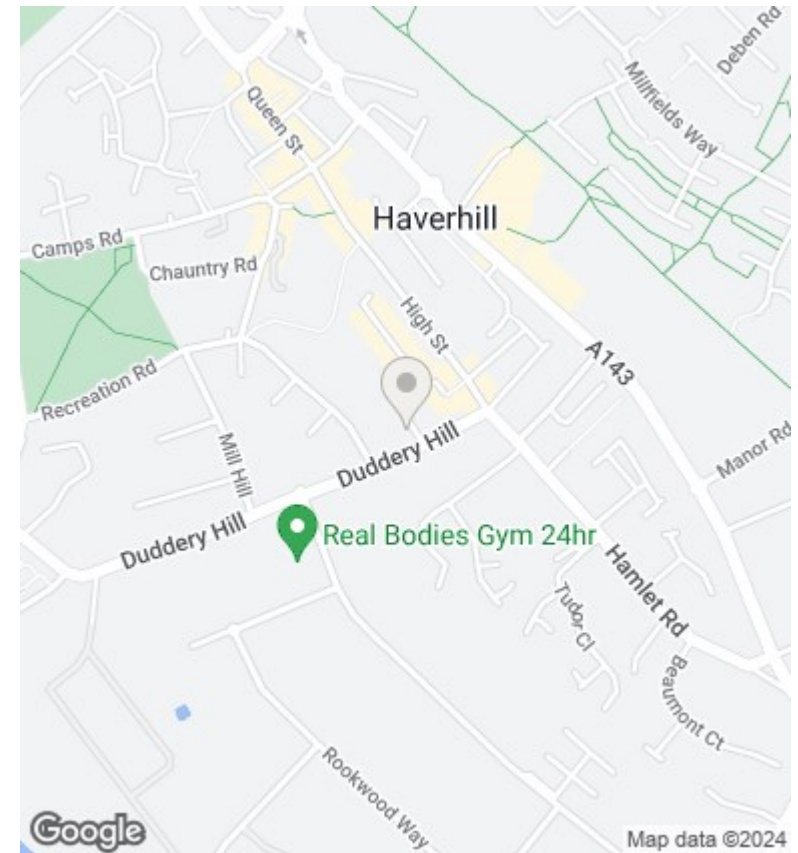 Deben Rd
Millfields Way
Queen St
Haverhill
Camps Rd
Chauntry Rd
High St
A143
Recreation Rd
Mill Hill
Duddery Hill
Manor Rd
Duddery Hill
Real Bodies Gym 24hr
Hamlet Rd
Tudor Cl
Beaumont Ct
Rookwood Way
Google
Map data ©2024